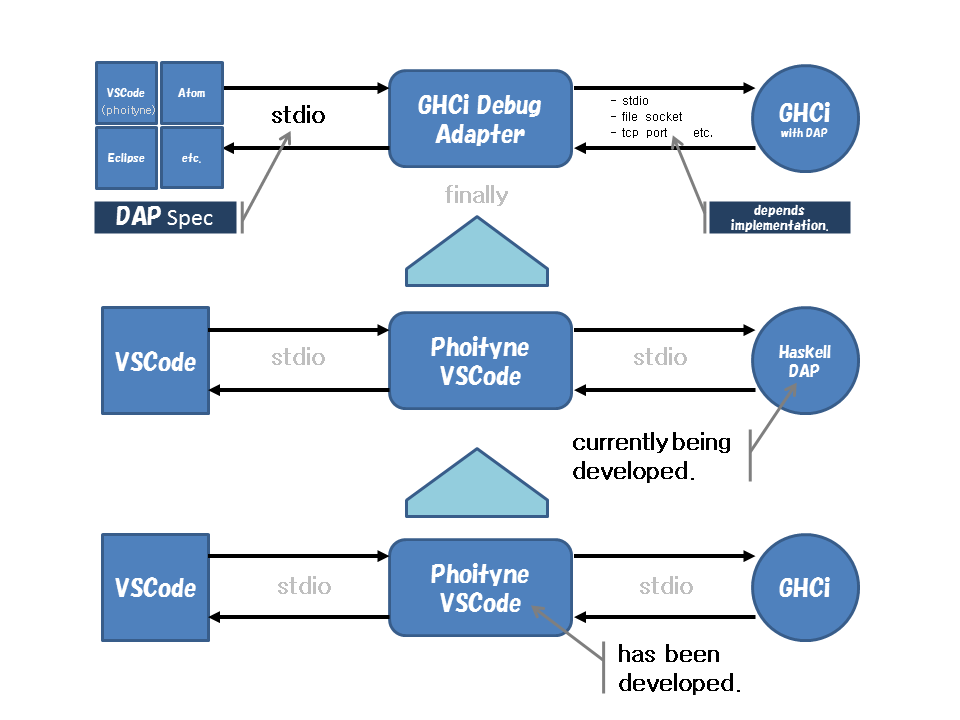 VSCode
(phoityne)
Atom
Eclipse
etc.
stdio
GHCi Debug
Adapter
- stdio
- file socket
- tcp port etc.
GHCi
with DAP
DAP Spec
finally
depends
implementation.
VSCode
stdio
Phoityne
VSCode
stdio
Haskell
DAP
currently being
developed.
VSCode
stdio
Phoityne
VSCode
stdio
GHCi
has been
developed.